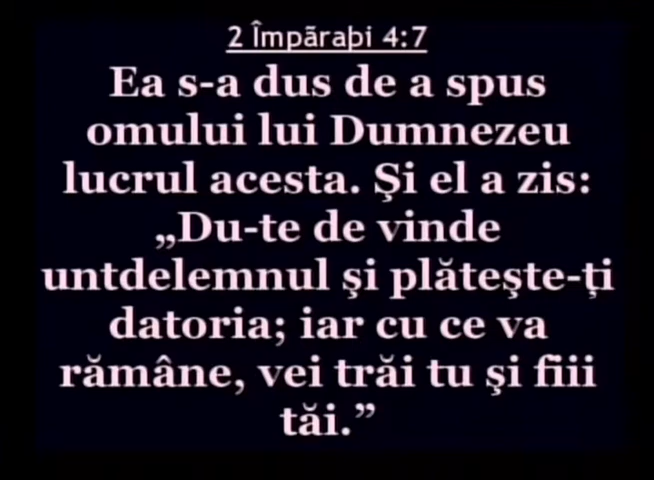 2 Împãraþi 4:7
Ea s-a dus de a spus
omului lui Dumnezeu
lucrul acesta. Şi el a zis:
„Du-te de vinde
untdelemnul şi plăteşte-ţi
datoria; iar cu ce va
rămâne, vei trăi tu şi fiii
tăi.”